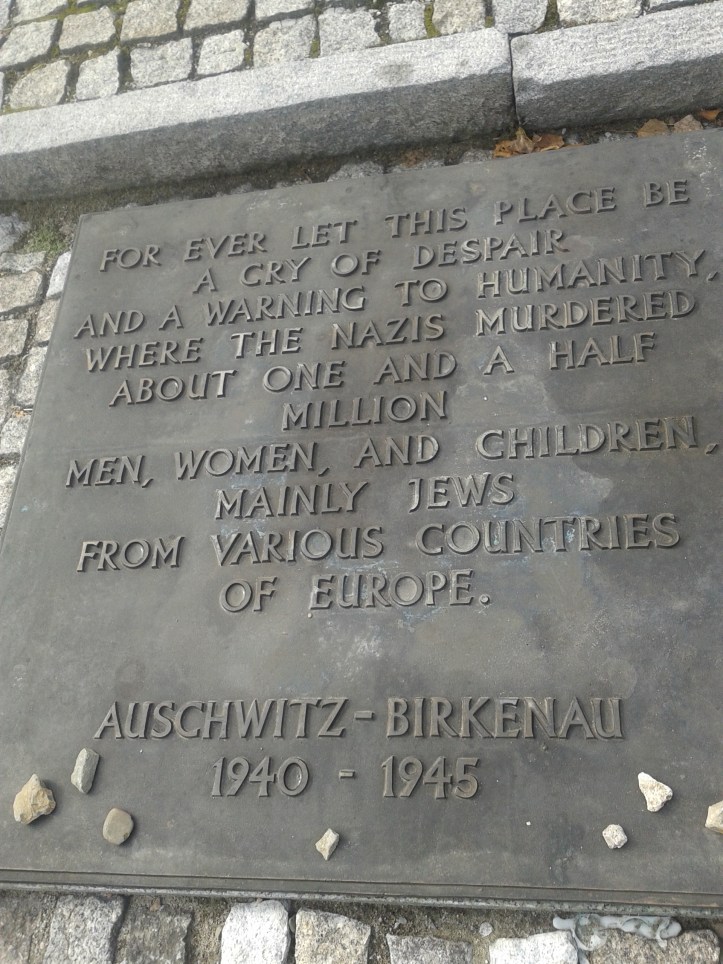 FOR EVER LET THIS PLACE BE
A CRY OF DESPAIR
AND A WARNING TO HUMANITY,
WHERE THE NAZIS MURDERED
ABOUT ONE AND A HALF
MILLION
MEN, WOMEN, AND CHILDREN,
MAINLY JEWS
FROM VARIOUS COUNTRIES
OF EUROPE.
AUSCHWITZ-BIRKENAU
1940 - 1945